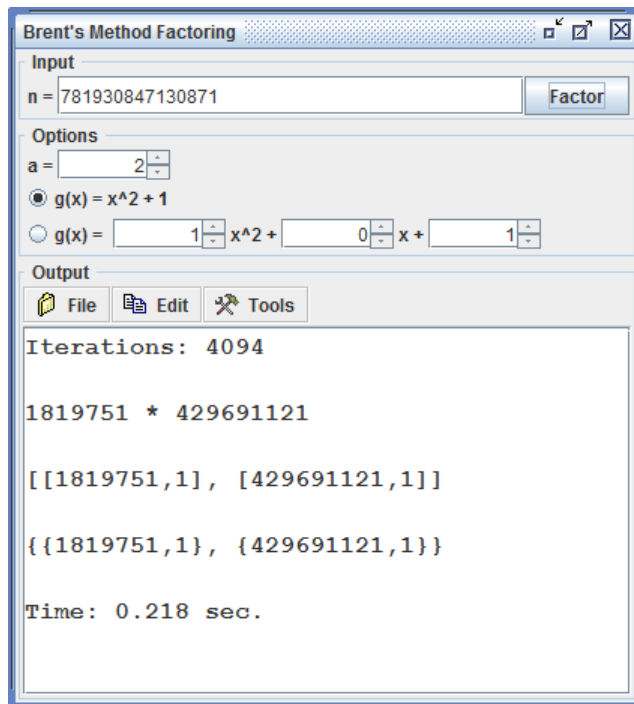 Brent's Method Factoring
Input
n = 781930847130871 Factor
Options
a = 2
g(x) = x^2 + 1
g(x) = 1 x^2 + 0 x + 1
Output
File Edit Tools
Iterations: 4094
1819751 * 429691121
[[1819751,1], [429691121,1]]
{{1819751,1}, {429691121,1}}
Time: 0.218 sec.